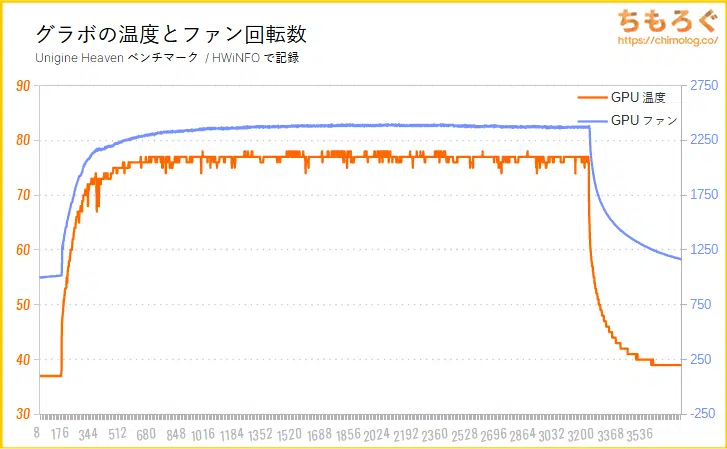 グラボの温度とファン回転数
Unigine Heaven ベンチマーク / HWiNFO で記録
ちもろぐ
https://chimolog.co/
90
80
70
60
50
40
30
2750
2250
1750
1250
750
250
-250
GPU 温度
GPU ファン
8 176 344 512 680 848 1016 1184 1352 1520 1688 1856 2024 2192 2360 2528 2696 2864 3032 3200 3368 3536